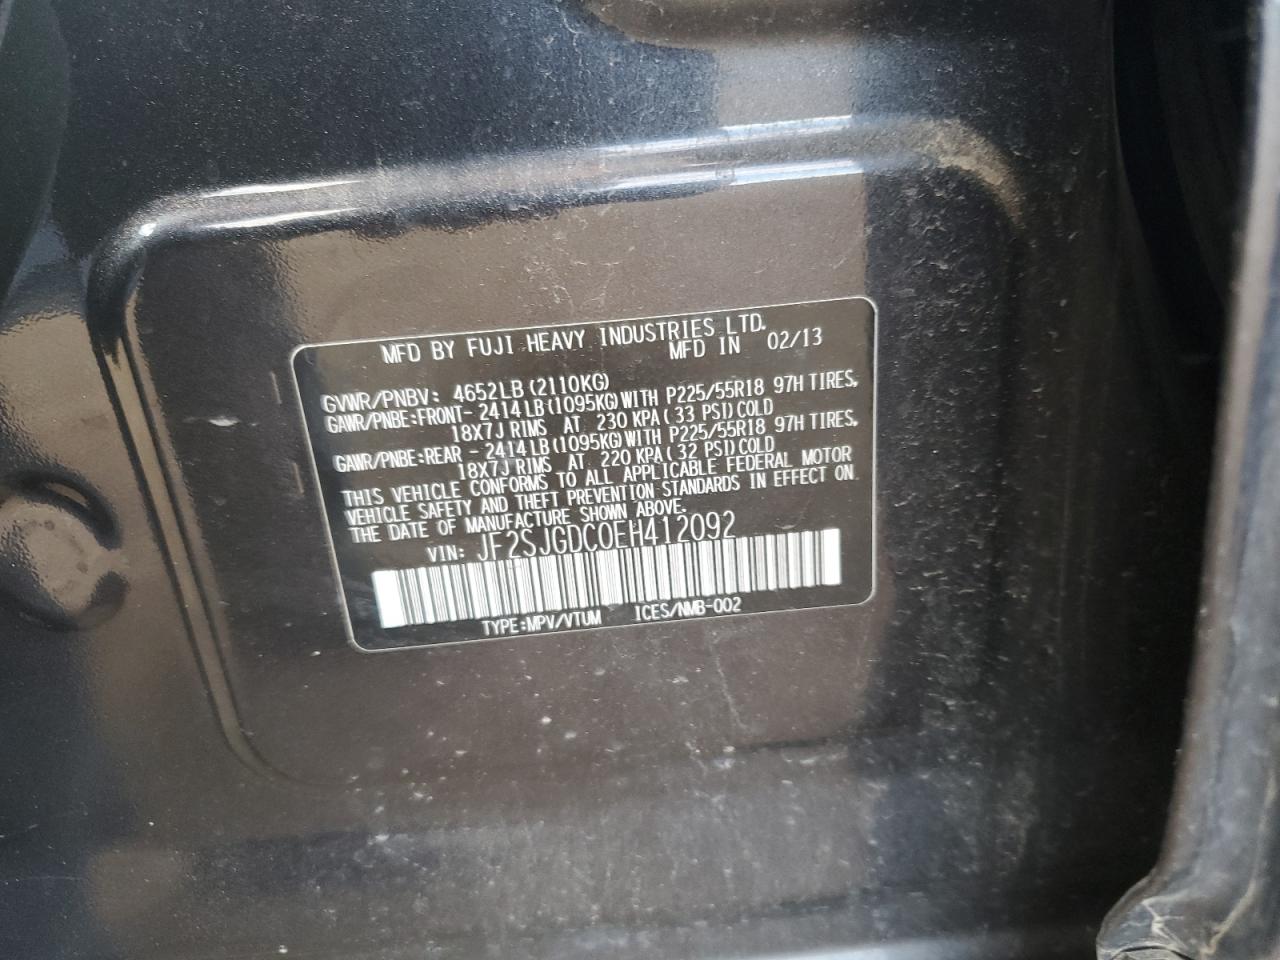 MFD BY FUJI HEAVY INDUSTRIES LTD.
MFD IN 02/13
GVWR/PNBV: 4652LB (2110KG)
GAWR/PNBE:FRONT- 2414LB(1095KG)WITH P225/55R18 97H TIRES,
18X7J RIMS AT 230 KPA( 33 PSI)COLD
GAWR/PNBE:REAR - 2414LB(1095KG)WITH P225/55R18 97H TIRES,
18X7J RIMS AT 220 KPA( 32 PSI)COLD
THIS VEHICLE CONFORMS TO ALL APPLICABLE FEDERAL MOTOR
VEHICLE SAFETY AND THEFT PREVENTION STANDARDS IN EFFECT ON
THE DATE OF MANUFACTURE SHOWN ABOVE.
VIN: JF2SJGDC0EH412092
TYPE:MPV/VTUM ICES/NMB-002